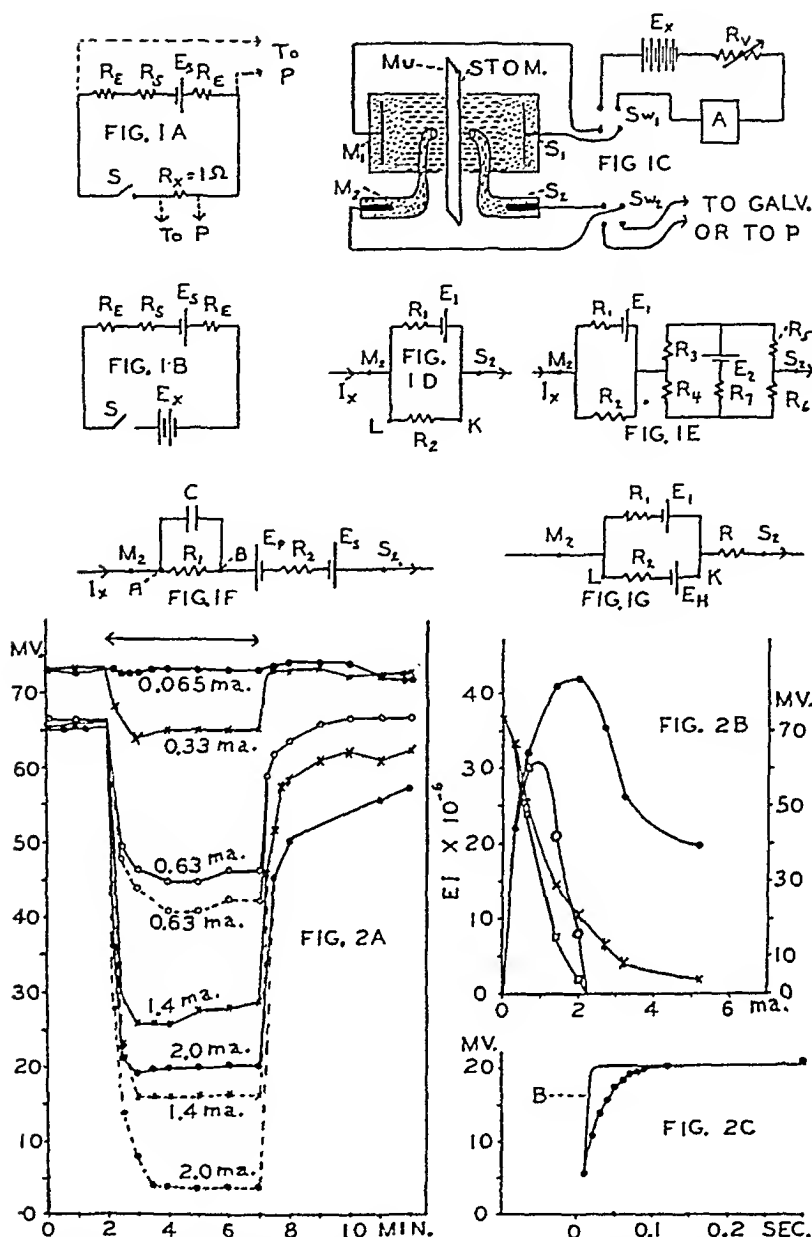 To
P
R_E R_S E_S R_E
FIG. 1A
S R_X = 1Ω
To P
MU STOM.
E_X R_V
M_1 S_1
Sw_1 A
FIG 1C
M_2 S_2
Sw_2
TO GALV.
OR TO P
R_E R_S E_S R_E
FIG. 1B
E_X
S
R_1 E_1
M_2 FIG. 1D S_2
I_X
L R_2 K
R_1 E_1
M_2 R_3 E_2 R_5 S_2
I_X R_2 R_4 R_7 R_6
FIG. 1E
C
M_2 R_1 B E_P R_2 E_S S_2
I_X A
FIG. 1F
R_1 E_1
M_2 R S_2
R_2
L E_H K
FIG. 1G
MV.
70
60
50
40
30
20
10
0
0.065 ma.
0.33 ma.
0.63 ma.
0.63 ma.
1.4 ma.
2.0 ma.
1.4 ma.
2.0 ma.
FIG. 2A
0 2 4 6 8 10 MIN.
FIG. 2B
EI X 10^-6
40
30
20
10
0
MV.
70
50
30
10
0
0 2 4 6
ma.
MV.
20
10
0
B
FIG. 2C
0 0.1 0.2 SEC.